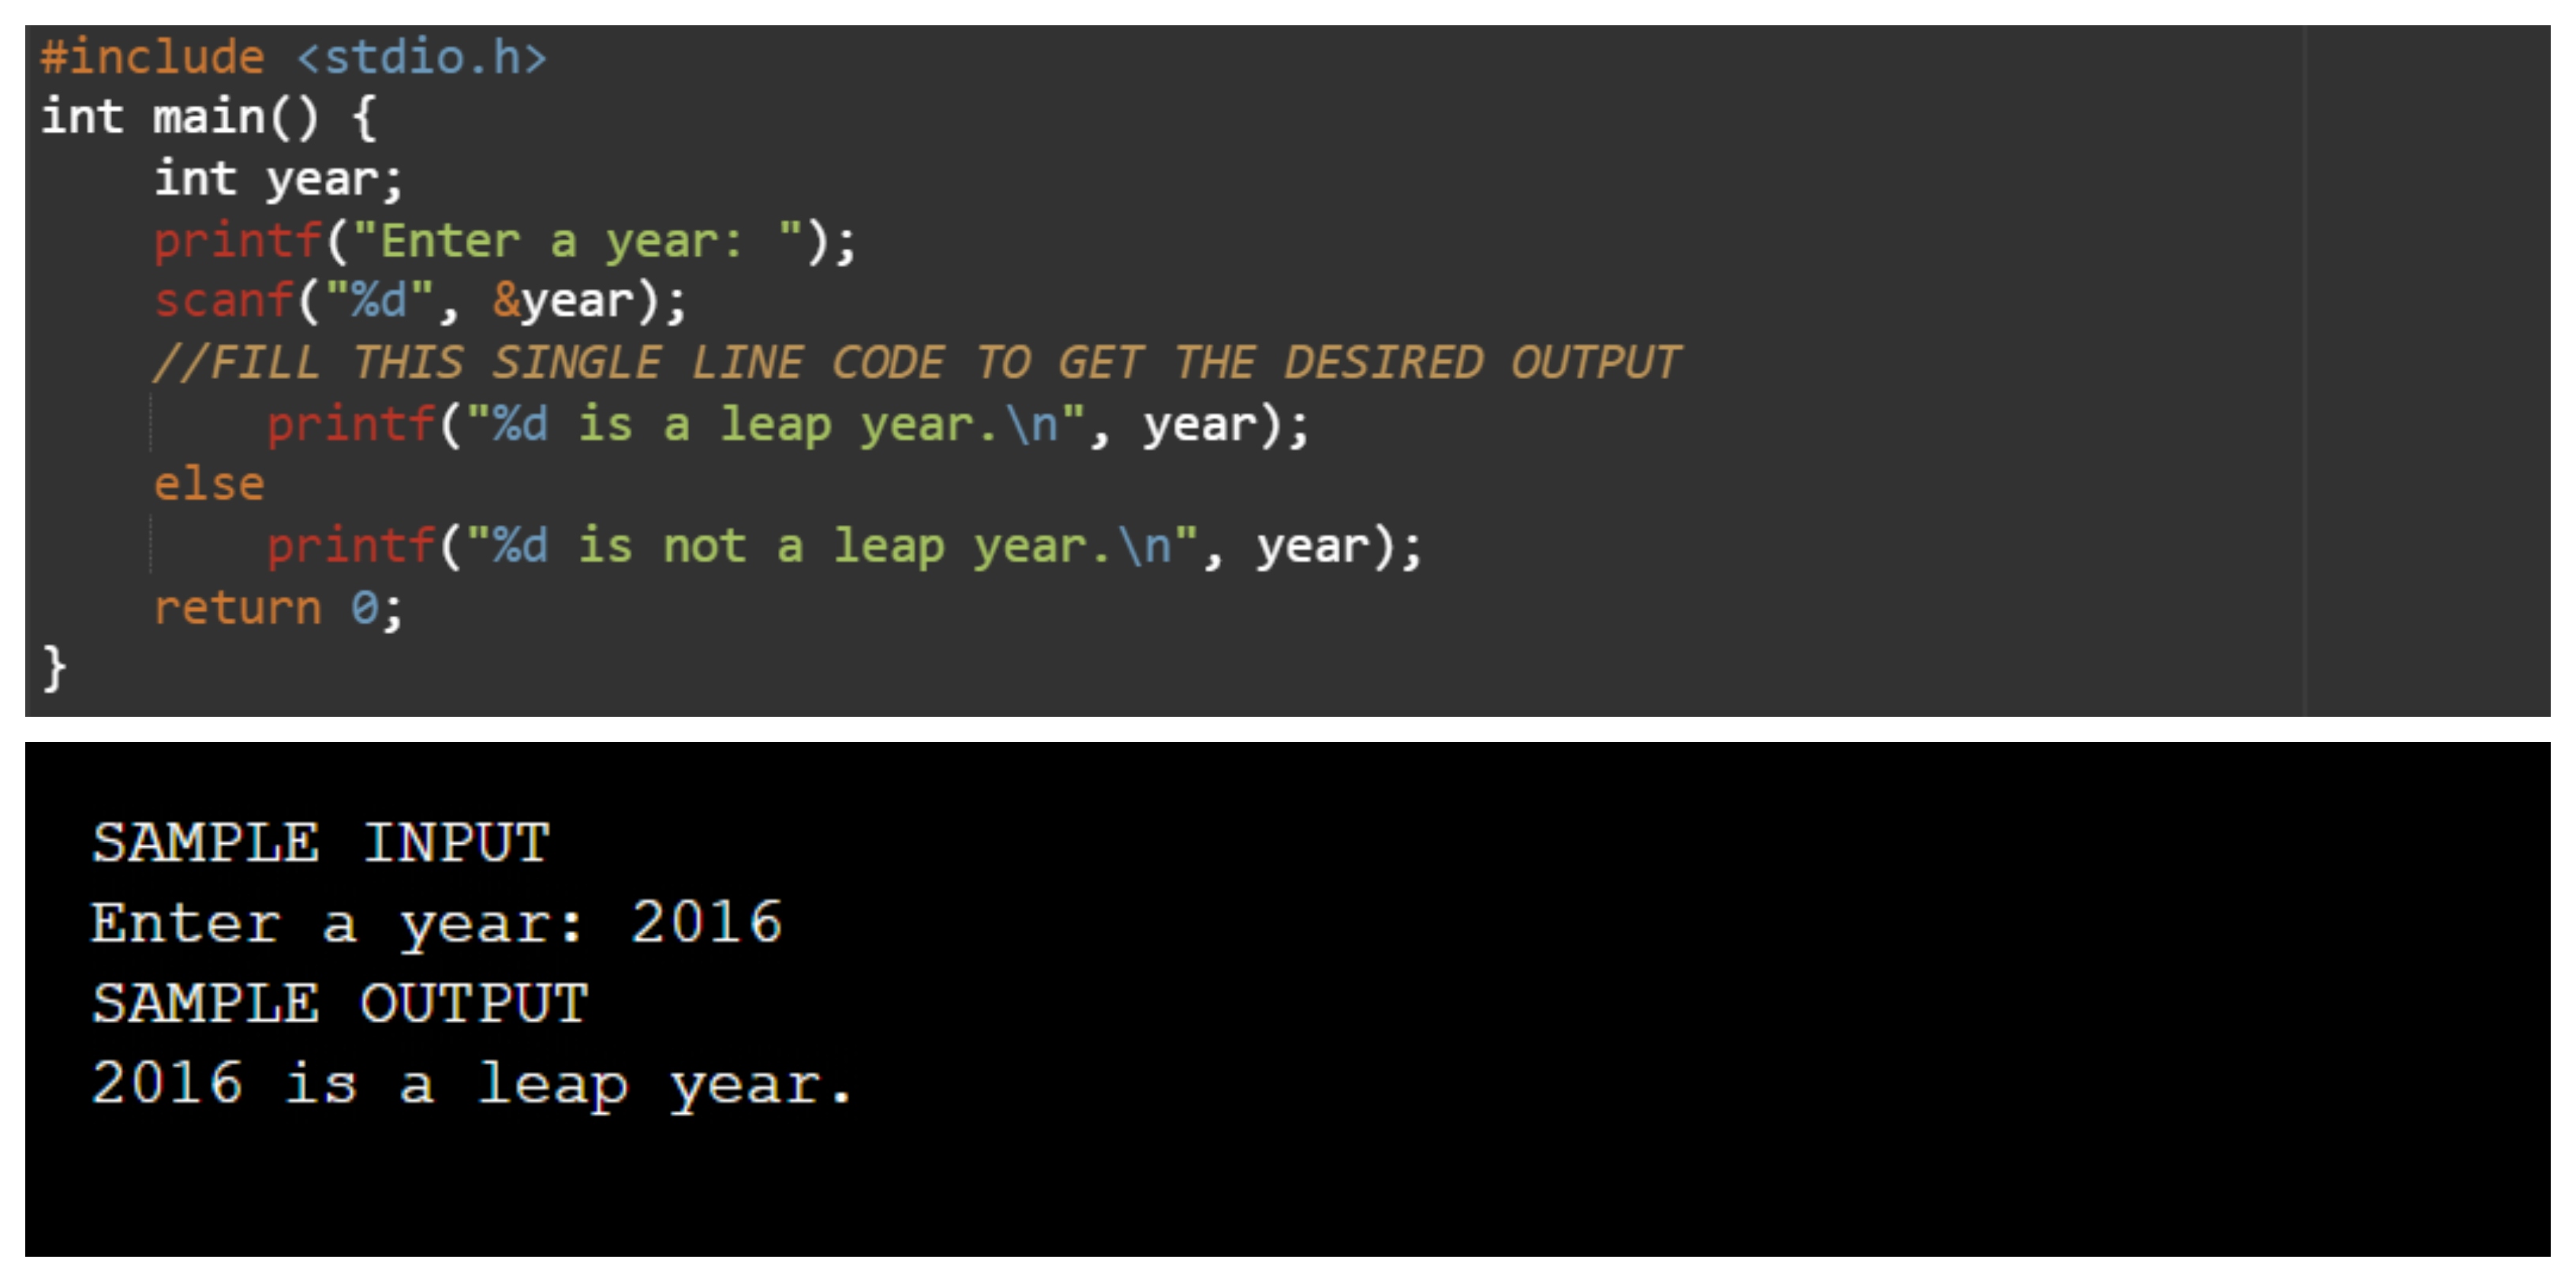 #include <stdio.h>
int main() {
    int year;
    printf("Enter a year: ");
    scanf("%d", &year);
    //FILL THIS SINGLE LINE CODE TO GET THE DESIRED OUTPUT
        printf("%d is a leap year.\n", year);
    else
        printf("%d is not a leap year.\n", year);
    return 0;
}
SAMPLE INPUT
Enter a year: 2016
SAMPLE OUTPUT
2016 is a leap year.